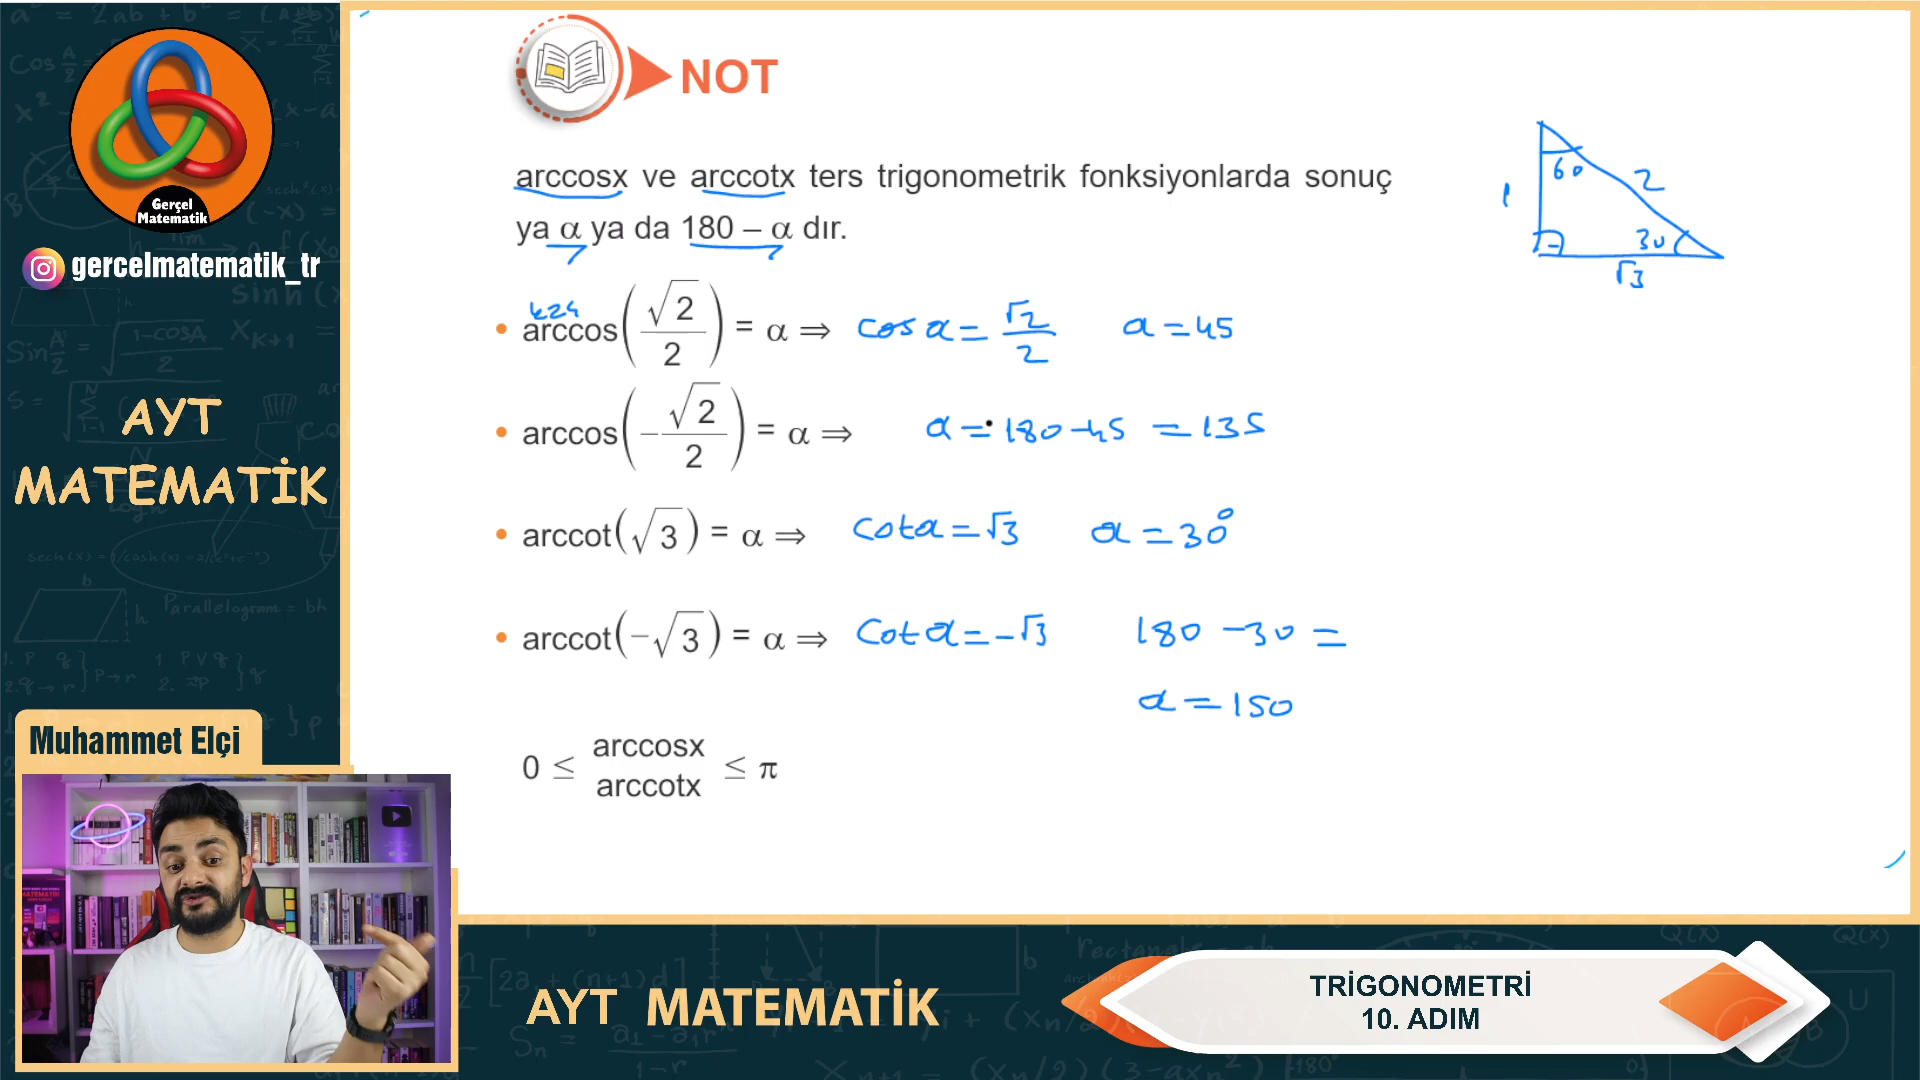 Gerçel
Matematik
gercelmatematik_tr
AYT
MATEMATİK
Muhammet Elçi
NOT
arccosx ve arccotx ters trigonometrik fonksiyonlarda sonuç
ya α ya da 180 – α dır.
• arccos(√2/2) = α ⇒ cos α = √2/2 α = 45
• arccos(-√2/2) = α ⇒ α = 180 - 45 = 135
• arccot(√3) = α ⇒ cot α = √3 α = 30°
• arccot(-√3) = α ⇒ cot α = -√3 180 - 30 =
α = 150
0 ≤ arccosx ≤ π
arccotx
60
1
2
30
√3
AYT MATEMATİK
TRİGONOMETRİ
10. ADIM